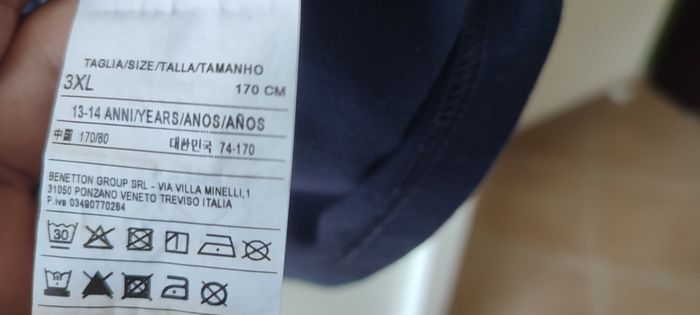 TAGLIA/SIZE/TALLA/TAMANHO
3XL 170 CM
13-14 ANNI/YEARS/ANOS/AÑOS
中国 170/80 대한민국 74-170
BENETTON GROUP SRL - VIA VILLA MINELLI,1
31050 PONZANO VENETO TREVISO ITALIA
P.iva 03490770264
30